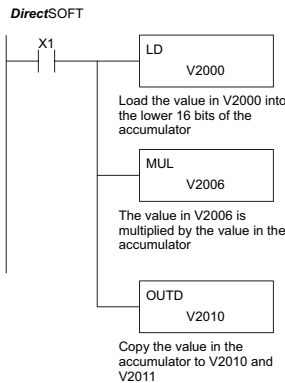 DirectSOFT
X1
LD
V2000
Load the value in V2000 into
the lower 16 bits of the
accumulator
MUL
V2006
The value in V2006 is
multiplied by the value in the
accumulator
OUTD
V2010
Copy the value in the
accumulator to V2010 and
V2011